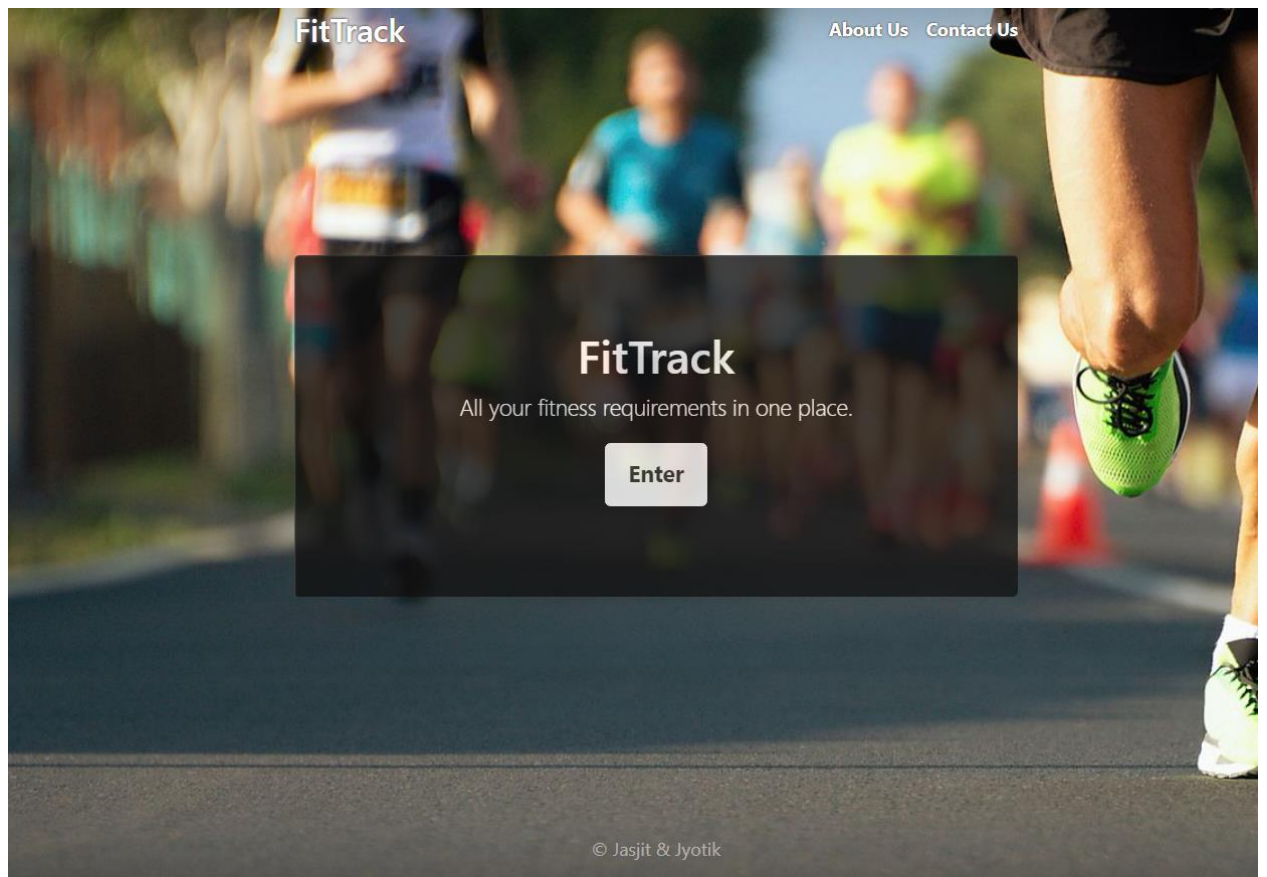 FitTrack About Us Contact Us
FitTrack
All your fitness requirements in one place.
Enter
© Jasjit & Jyotik